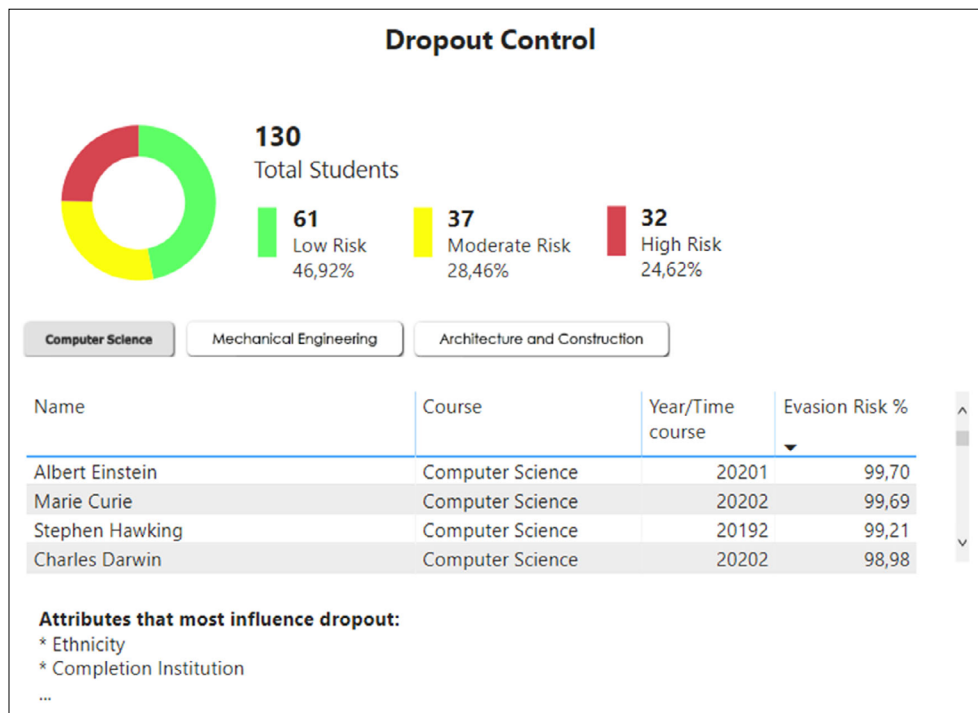 Dropout Control
130
Total Students
61
Low Risk
46,92%
37
Moderate Risk
28,46%
32
High Risk
24,62%
Computer Science
Mechanical Engineering
Architecture and Construction
Name Course Year/Time course Evasion Risk %
Albert Einstein Computer Science 20201 99,70
Marie Curie Computer Science 20202 99,69
Stephen Hawking Computer Science 20192 99,21
Charles Darwin Computer Science 20202 98,98
Attributes that most influence dropout:
* Ethnicity
* Completion Institution
...